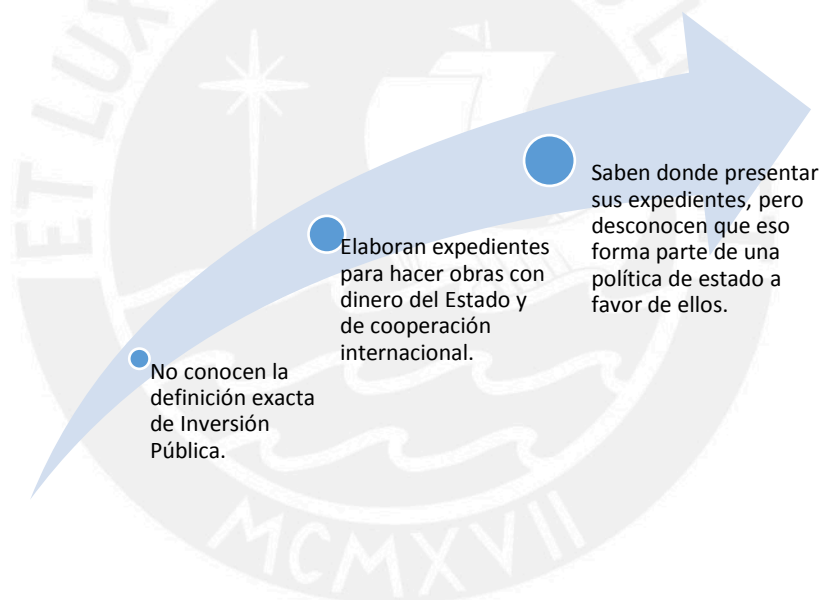 ET LUX
No conocen la
definición exacta
de Inversión
Pública.
Elaboran expedientes
para hacer obras con
dinero del Estado y
de cooperación
internacional.
Saben donde presentar
sus expedientes, pero
desconocen que eso
forma parte de una
política de estado a
favor de ellos.
MCMXVII